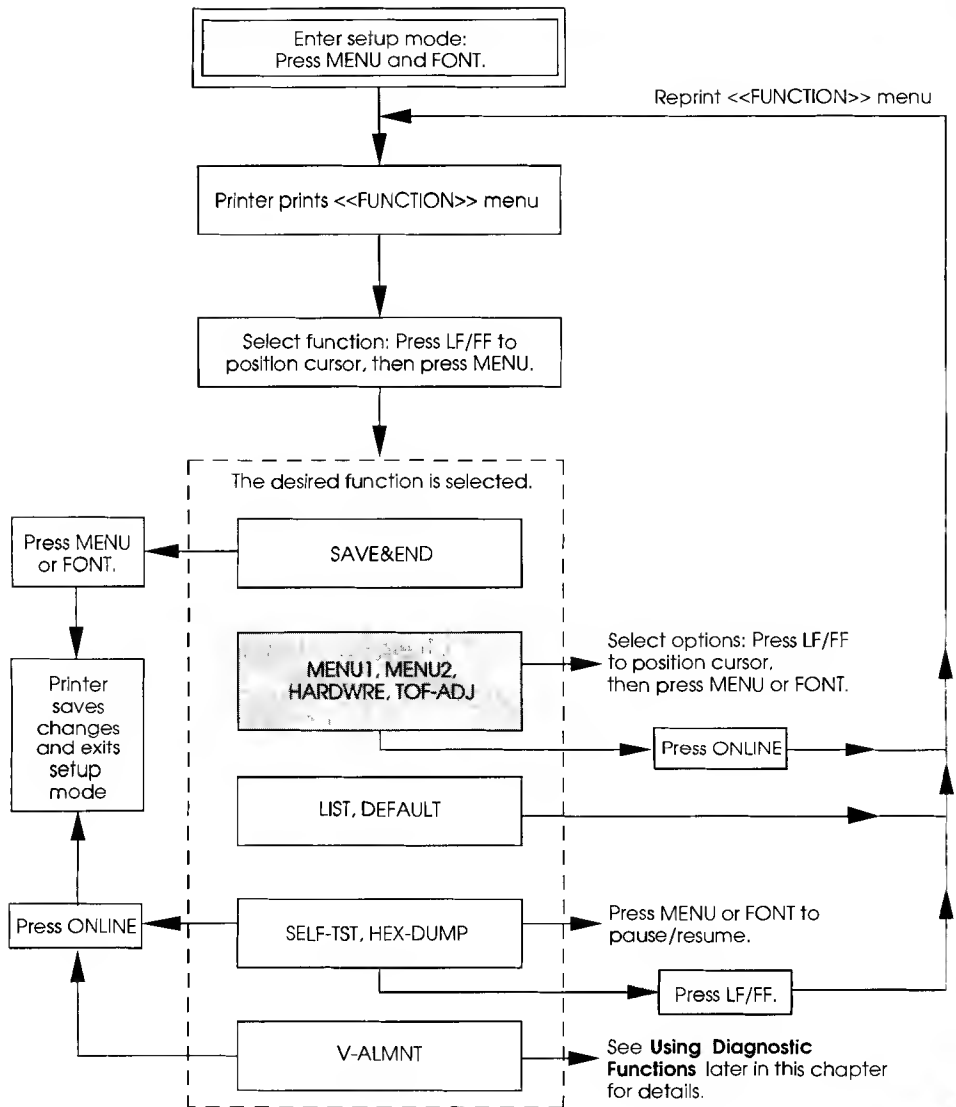 Enter setup mode:
Press MENU and FONT.
Reprint <<FUNCTION>> menu
Printer prints <<FUNCTION>> menu
Select function: Press LF/FF to
position cursor, then press MENU.
The desired function is selected.
Press MENU
or FONT.
SAVE&END
Printer
saves
changes
and exits
setup
mode
MENU1, MENU2,
HARDWRE, TOF-ADJ
Select options: Press LF/FF
to position cursor,
then press MENU or FONT.
Press ONLINE
LIST, DEFAULT
Press ONLINE
SELF-TST, HEX-DUMP
Press MENU or FONT to
pause/resume.
Press LF/FF.
V-ALMNT
See Using Diagnostic
Functions later in this chapter
for details.